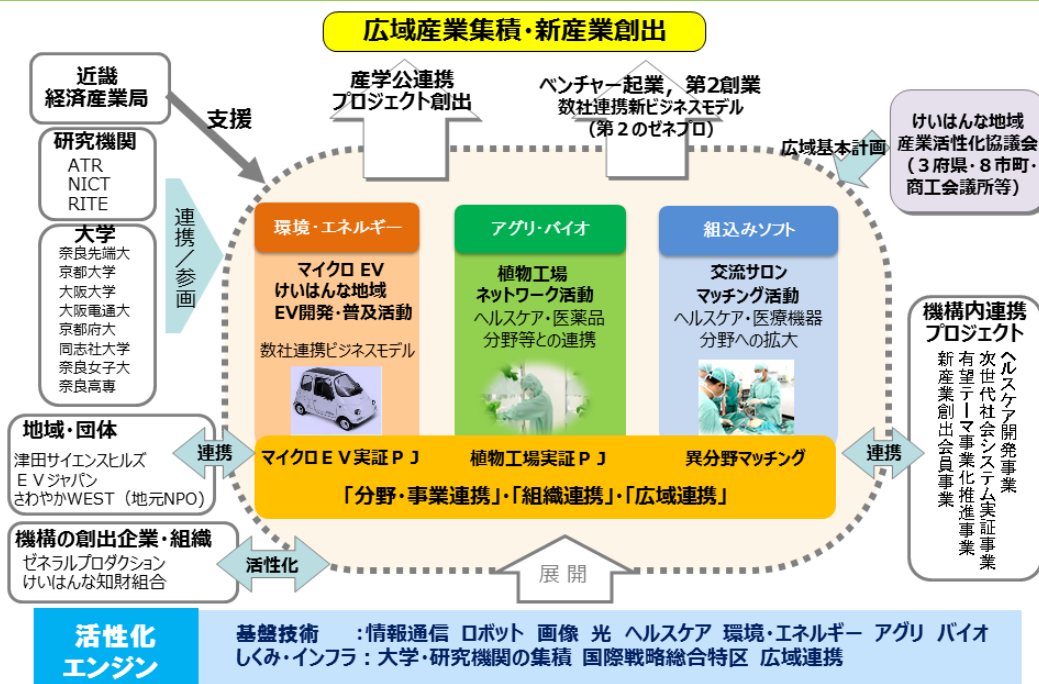 広域産業集積・新産業創出
近畿
経済産業局
支援
産学公連携
プロジェクト創出
ベンチャー起業，第2創業
数社連携新ビジネスモデル
(第２のゼネプロ)
広域基本計画
けいはんな地域
産業活性化協議会
（３府県・８市町・
商工会議所等）
研究機関
ATR
NICT
RITE
大学
奈良先端大
京都大学
大阪大学
大阪電通大
京都府大
同志社大学
奈良女子大
奈良高専
連携／参画
環境・エネルギー
マイクロ EV
けいはんな地域
EV開発・普及活動
数社連携ビジネスモデル
アグリ・バイオ
植物工場
ネットワーク活動
ヘルスケア・医薬品
分野等との連携
組込みソフト
交流サロン
マッチング活動
ヘルスケア・医療機器
分野への拡大
機構内連携
プロジェクト
ヘルスケア開発事業
次世代社会システム実証事業
有望テーマ事業化推進事業
新産業創出会員事業
地域・団体
津田サイエンスヒルズ
ＥＶジャパン
さわやかWEST（地元NPO）
連携
マイクロＥＶ実証ＰＪ
植物工場実証ＰＪ
異分野マッチング
「分野・事業連携」・「組織連携」・「広域連携」
連携
機構の創出企業・組織
ゼネラルプロダクション
けいはんな知財組合
活性化
展開
活性化
エンジン
基盤技術　：情報通信 ロボット 画像 光 ヘルスケア 環境・エネルギー アグリ バイオ
しくみ・インフラ：大学・研究機関の集積 国際戦略総合特区 広域連携